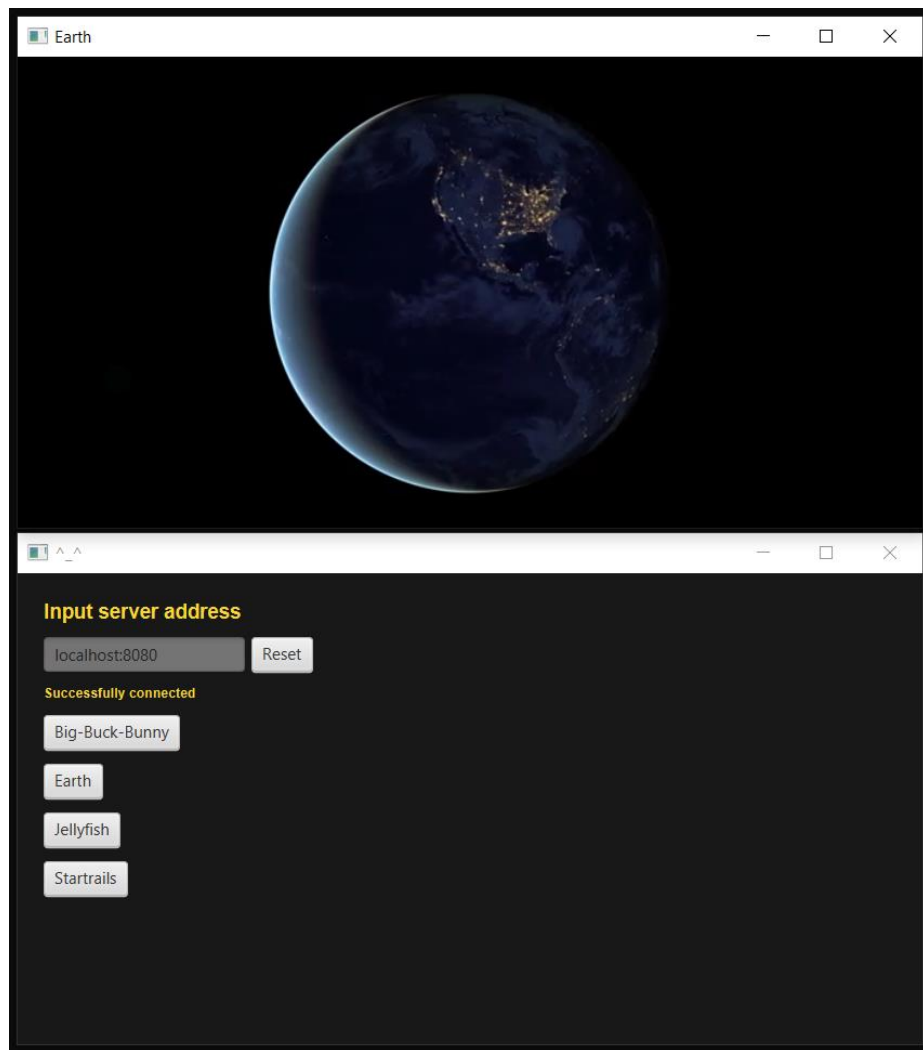 Earth
^_^
Input server address
localhost:8080 Reset
Successfully connected
Big-Buck-Bunny
Earth
Jellyfish
Startrails